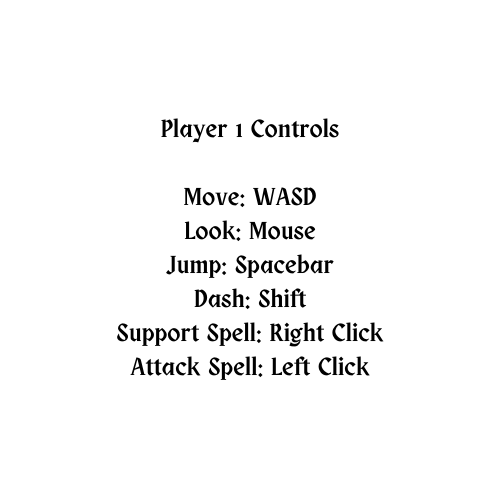 Player 1 Controls
Move: WASD
Look: Mouse
Jump: Spacebar
Dash: Shift
Support Spell: Right Click
Attack Spell: Left Click